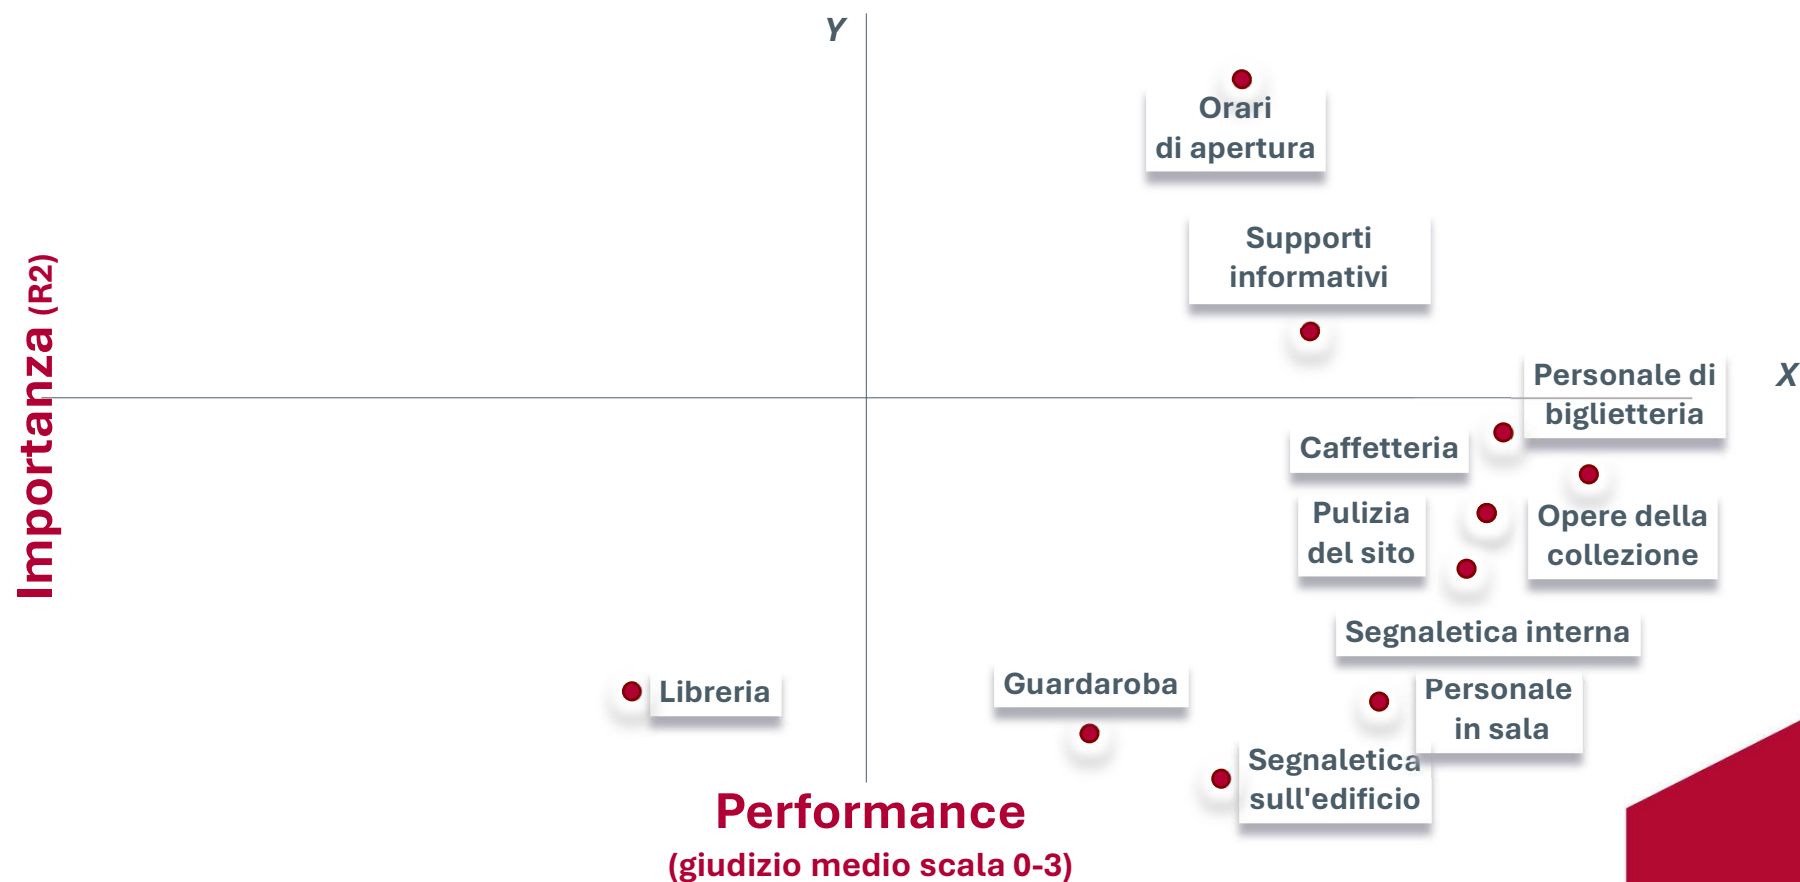 Y
Orari
di apertura
Supporti
informativi
X
Personale di
biglietteria
Caffetteria
Pulizia
del sito
Opere della
collezione
Segnaletica interna
Libreria
Guardaroba
Personale
in sala
Segnaletica
sull'edificio
Importanza (R2)
Performance
(giudizio medio scala 0-3)